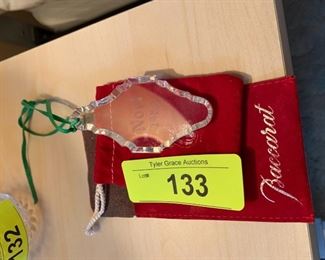 Tyler Grace Auctions
Lot#
133
Baccarat
132